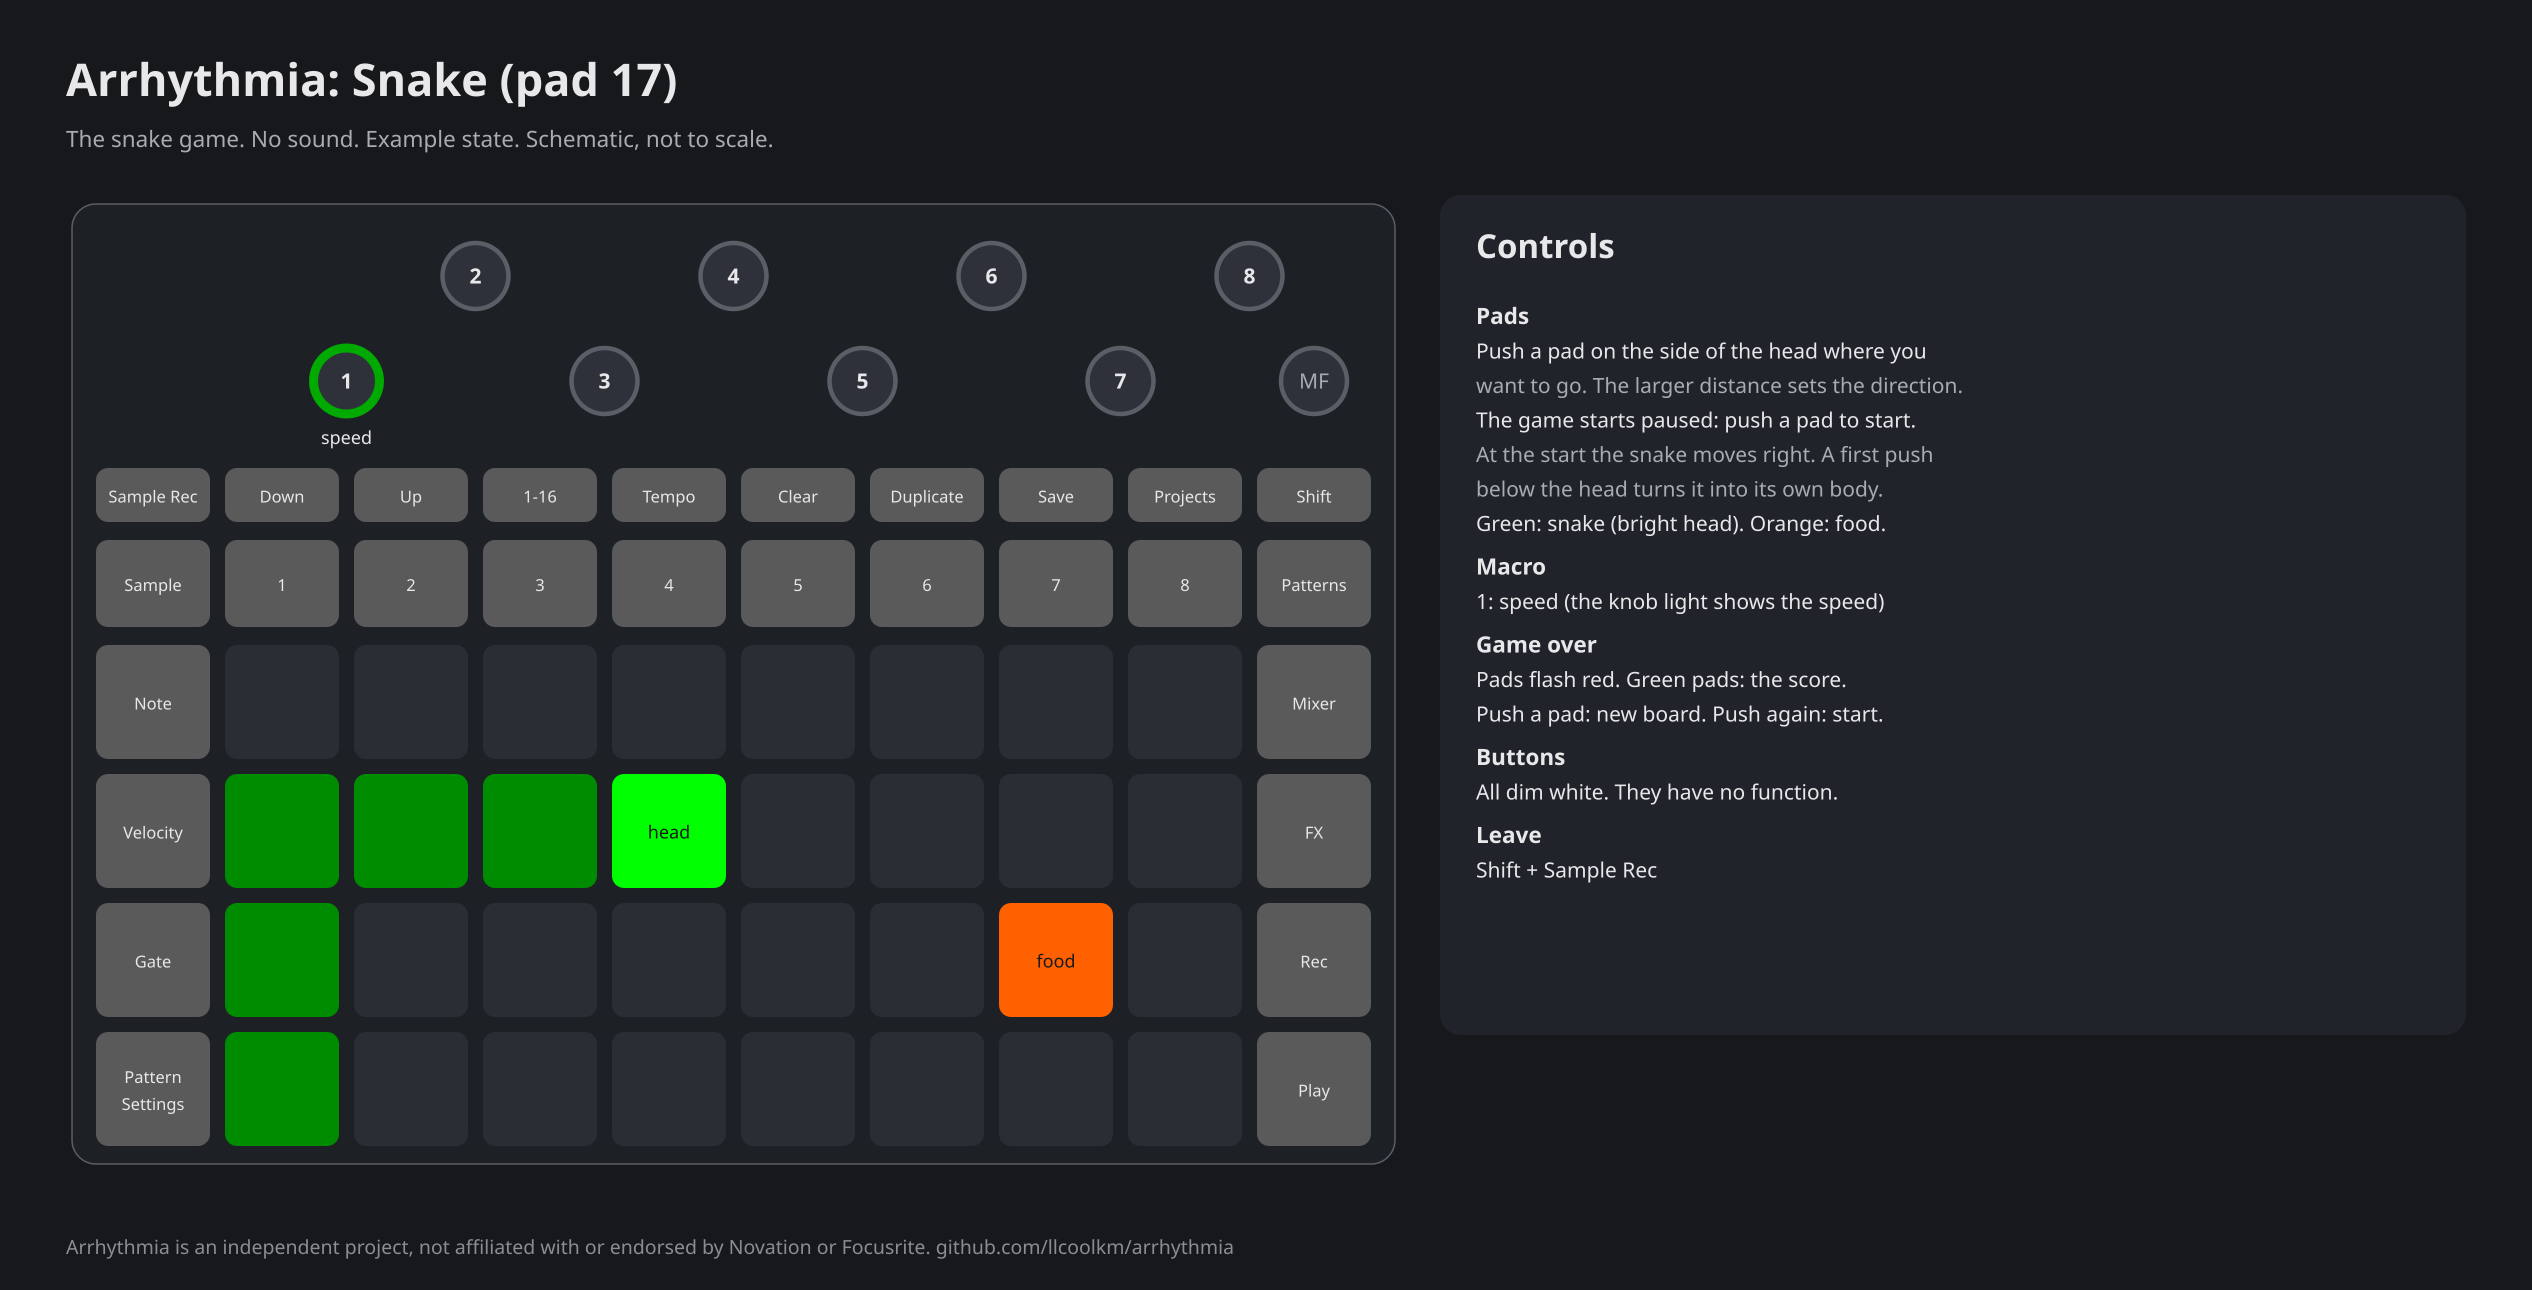 Arrhythmia: Snake (pad 17)
The snake game. No sound. Example state. Schematic, not to scale.
2 4 6 8
1 3 5 7 MF
speed
Sample Rec Down Up 1-16 Tempo Clear Duplicate Save Projects Shift
Sample 1 2 3 4 5 6 7 8 Patterns
Note Mixer
Velocity head FX
Gate food Rec
Pattern
Settings
Play
Controls
Pads
Push a pad on the side of the head where you
want to go. The larger distance sets the direction.
The game starts paused: push a pad to start.
At the start the snake moves right. A first push
below the head turns it into its own body.
Green: snake (bright head). Orange: food.
Macro
1: speed (the knob light shows the speed)
Game over
Pads flash red. Green pads: the score.
Push a pad: new board. Push again: start.
Buttons
All dim white. They have no function.
Leave
Shift + Sample Rec
Arrhythmia is an independent project, not affiliated with or endorsed by Novation or Focusrite. github.com/llcoolkm/arrhythmia